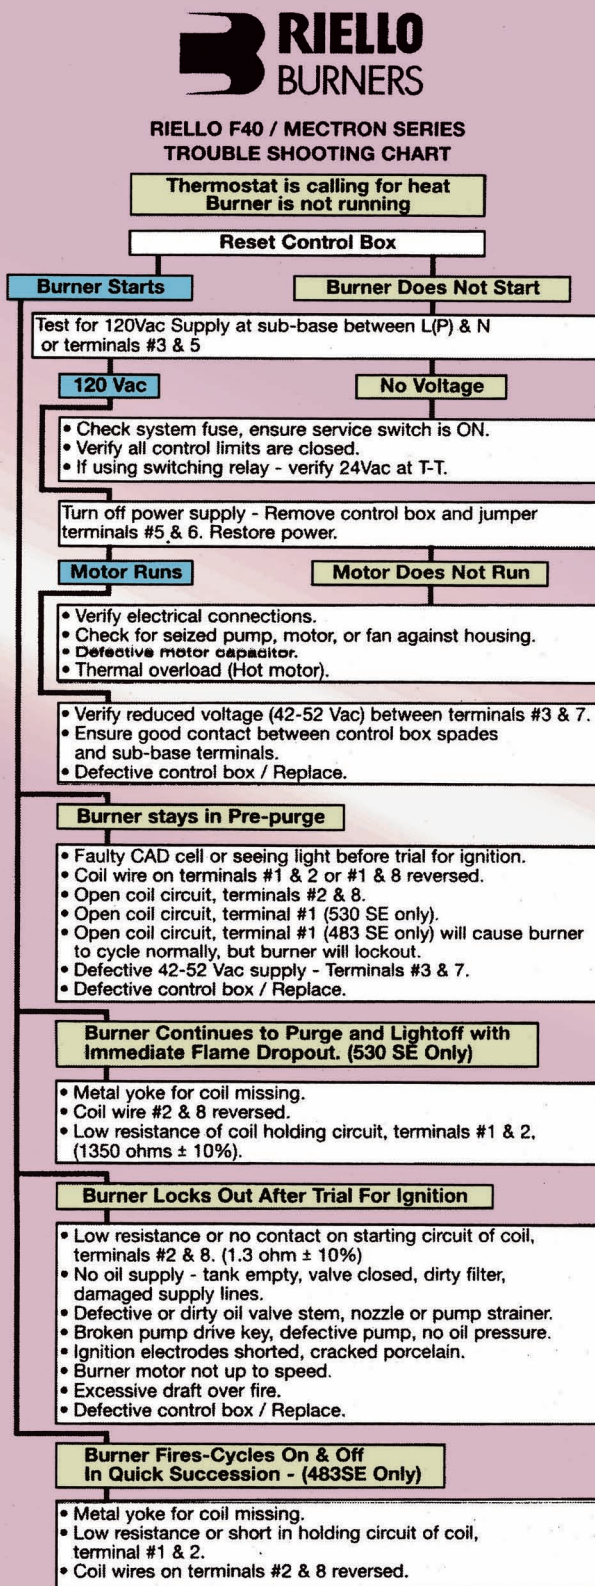 RIELLO
BURNERS
RIELLO F40 / MECTRON SERIES
TROUBLE SHOOTING CHART
Thermostat is calling for heat
Burner is not running
Reset Control Box
Burner Starts
Burner Does Not Start
Test for 120Vac Supply at sub-base between L(P) & N
or terminals #3 & 5
120 Vac
No Voltage
• Check system fuse, ensure service switch is ON.
• Verify all control limits are closed.
• If using switching relay - verify 24Vac at T-T.
Turn off power supply - Remove control box and jumper
terminals #5 & 6. Restore power.
Motor Runs
Motor Does Not Run
• Verify electrical connections.
• Check for seized pump, motor, or fan against housing.
• Defective motor capacitor.
• Thermal overload (Hot motor).
• Verify reduced voltage (42-52 Vac) between terminals #3 & 7.
• Ensure good contact between control box spades
and sub-base terminals.
• Defective control box / Replace.
Burner stays in Pre-purge
• Faulty CAD cell or seeing light before trial for ignition.
• Coil wire on terminals #1 & 2 or #1 & 8 reversed.
• Open coil circuit, terminals #2 & 8.
• Open coil circuit, terminal #1 (530 SE only).
• Open coil circuit, terminal #1 (483 SE only) will cause burner
to cycle normally, but burner will lockout.
• Defective 42-52 Vac supply - Terminals #3 & 7.
• Defective control box / Replace.
Burner Continues to Purge and Lightoff with
Immediate Flame Dropout. (530 SE Only)
• Metal yoke for coil missing.
• Coil wire #2 & 8 reversed.
• Low resistance of coil holding circuit, terminals #1 & 2,
(1350 ohms ± 10%).
Burner Locks Out After Trial For Ignition
• Low resistance or no contact on starting circuit of coil,
terminals #2 & 8. (1.3 ohm ± 10%)
• No oil supply - tank empty, valve closed, dirty filter,
damaged supply lines.
• Defective or dirty oil valve stem, nozzle or pump strainer.
• Broken pump drive key, defective pump, no oil pressure.
• Ignition electrodes shorted, cracked porcelain.
• Burner motor not up to speed.
• Excessive draft over fire.
• Defective control box / Replace.
Burner Fires-Cycles On & Off
In Quick Succession - (483SE Only)
• Metal yoke for coil missing.
• Low resistance or short in holding circuit of coil,
terminal #1 & 2.
• Coil wires on terminals #2 & 8 reversed.